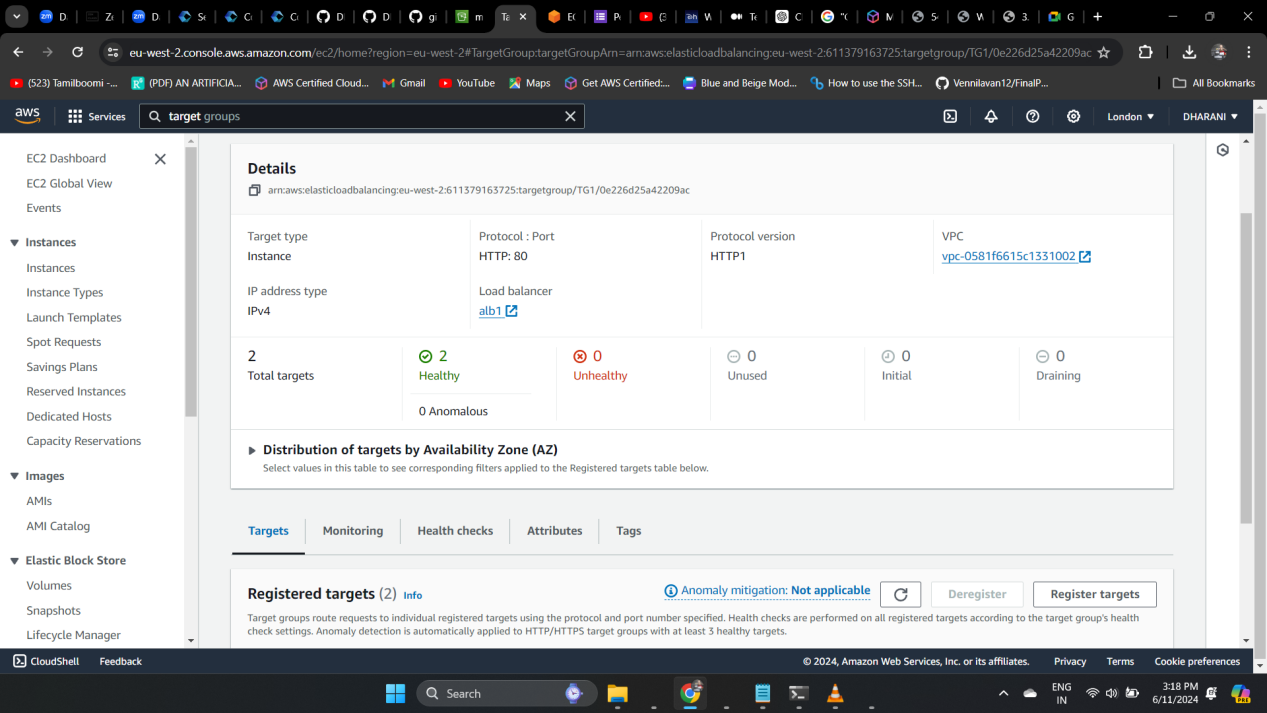 eu-west-2.console.aws.amazon.com/ec2/home?region=eu-west-2#TargetGroup:targetGroupArn=arn:aws:elasticloadbalancing:eu-west-2:611379163725:targetgroup/TG1/0e226d25a42209ac
(523) Tamilboomi -...
(PDF) AN ARTIFICIA...
AWS Certified Cloud...
Gmail
YouTube
Maps
Get AWS Certified:...
Blue and Beige Mod...
How to use the SSH...
Vennilavan12/FinalP...
All Bookmarks
aws
Services
target groups
London
DHARANI
EC2 Dashboard
EC2 Global View
Events
Instances
Instances
Instance Types
Launch Templates
Spot Requests
Savings Plans
Reserved Instances
Dedicated Hosts
Capacity Reservations
Images
AMIs
AMI Catalog
Elastic Block Store
Volumes
Snapshots
Lifecycle Manager
Details
arn:aws:elasticloadbalancing:eu-west-2:611379163725:targetgroup/TG1/0e226d25a42209ac
Target type
Instance
Protocol : Port
HTTP: 80
Protocol version
HTTP1
VPC
vpc-0581f6615c1331002
IP address type
IPv4
Load balancer
alb1
2
Total targets
2
Healthy
0 Anomalous
0
Unhealthy
0
Unused
0
Initial
0
Draining
Distribution of targets by Availability Zone (AZ)
Select values in this table to see corresponding filters applied to the Registered targets table below.
Targets
Monitoring
Health checks
Attributes
Tags
Registered targets (2) Info
Anomaly mitigation: Not applicable
Deregister
Register targets
Target groups route requests to individual registered targets using the protocol and port number specified. Health checks are performed on all registered targets according to the target group's health
check settings. Anomaly detection is automatically applied to HTTP/HTTPS target groups with at least 3 healthy targets.
CloudShell
Feedback
© 2024, Amazon Web Services, Inc. or its affiliates.
Privacy
Terms
Cookie preferences
Search
ENG
IN
3:18 PM
6/11/2024